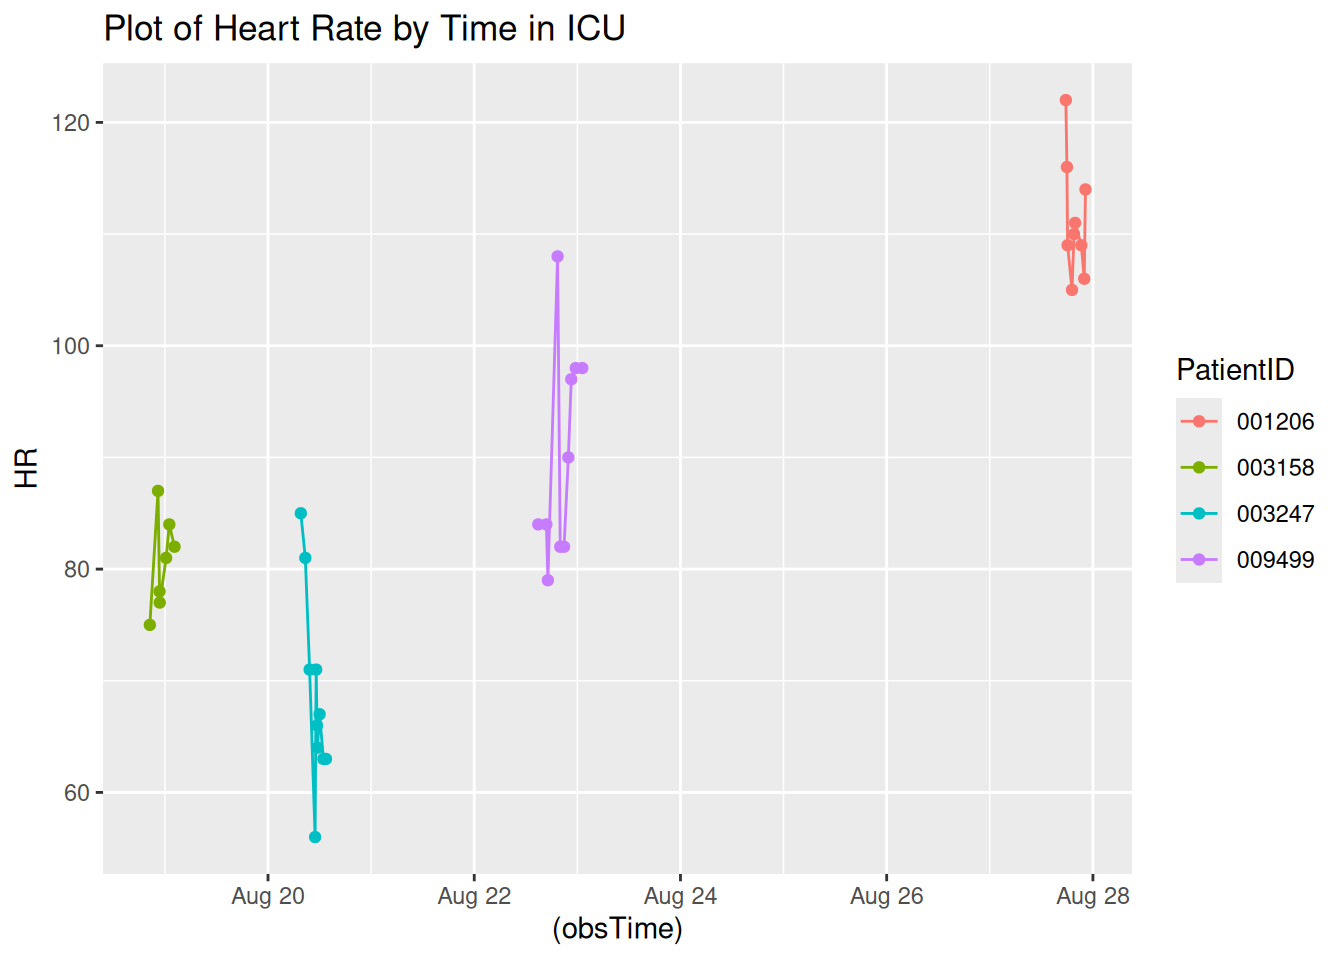 Plot of Heart Rate by Time in ICU
120
100
80
60
HR
Aug 20
Aug 22
Aug 24
Aug 26
Aug 28
(obsTime)
PatientID
001206
003158
003247
009499